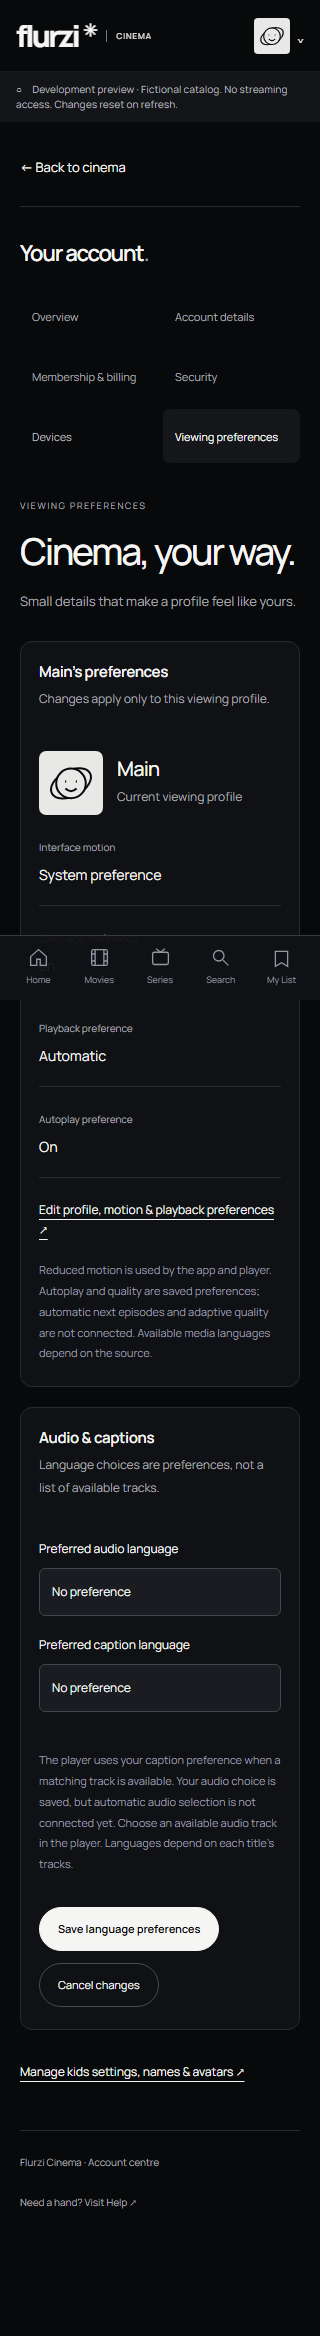 flurzi* | CINEMA
Development preview · Fictional catalog. No streaming
access. Changes reset on refresh.
← Back to cinema
Your account.
Overview
Account details
Membership & billing
Security
Devices
Viewing preferences
VIEWING PREFERENCES
Cinema, your way.
Small details that make a profile feel like yours.
Main's preferences
Changes apply only to this viewing profile.
Main
Current viewing profile
Interface motion
System preference
Home
Movies
Series
Search
My List
Playback preference
Automatic
Autoplay preference
On
Edit profile, motion & playback preferences
↗
Reduced motion is used by the app and player.
Autoplay and quality are saved preferences;
automatic next episodes and adaptive quality
are not connected. Available media languages
depend on the source.
Audio & captions
Language choices are preferences, not a
list of available tracks.
Preferred audio language
No preference
Preferred caption language
No preference
The player uses your caption preference when a
matching track is available. Your audio choice is
saved, but automatic audio selection is not
connected yet. Choose an available audio track
in the player. Languages depend on each title's
tracks.
Save language preferences
Cancel changes
Manage kids settings, names & avatars ↗
Flurzi Cinema · Account centre
Need a hand? Visit Help ↗